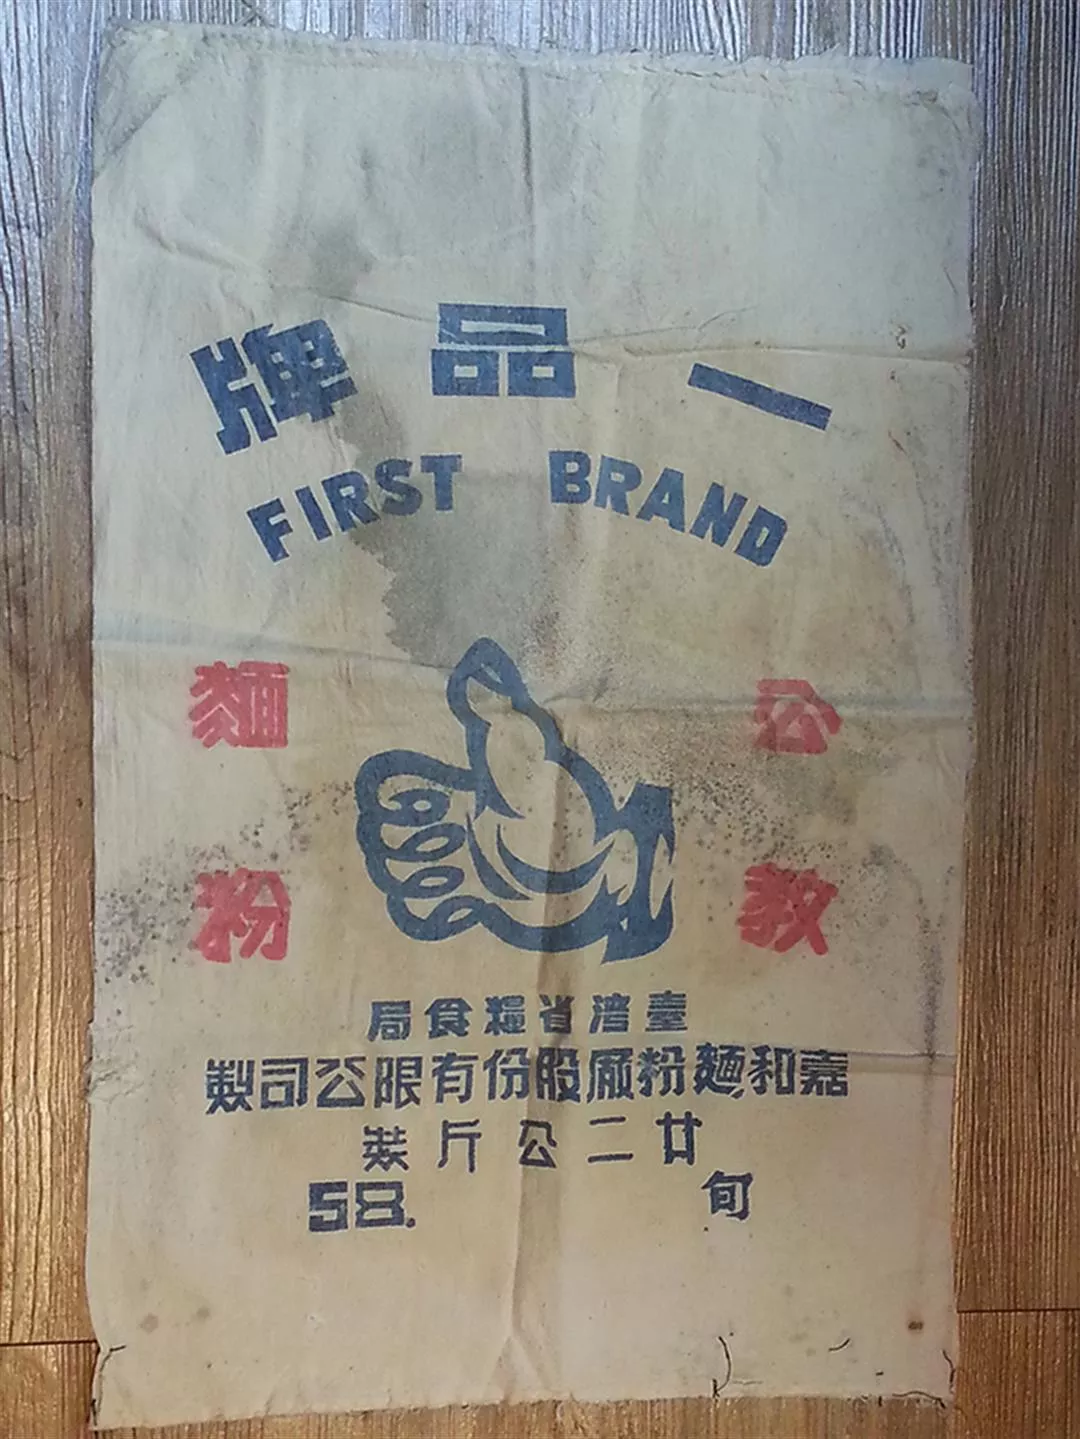 一品牌
FIRST BRAND
公教
麵粉
臺湾省糧食局
嘉和麵粉廠股份有限公司製
廿二公斤裝
58. 旬